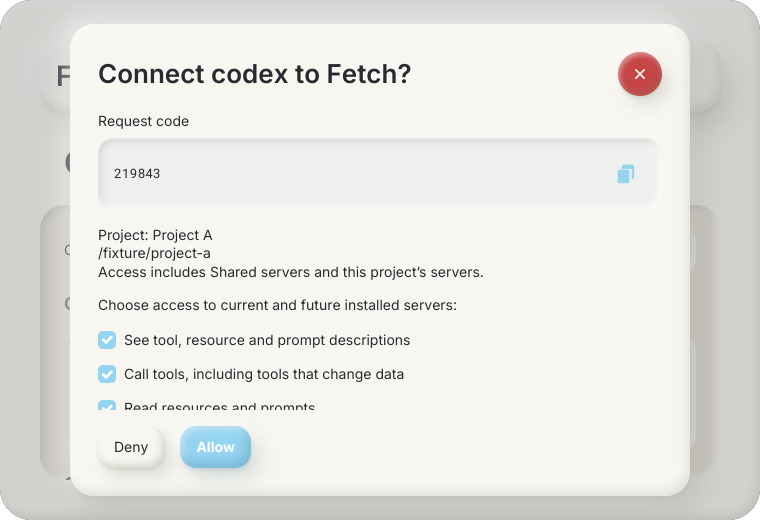 Connect codex to Fetch?
Request code
219843
Project: Project A
/fixture/project-a
Access includes Shared servers and this project’s servers.
Choose access to current and future installed servers:
See tool, resource and prompt descriptions
Call tools, including tools that change data
Read resources and prompts
Deny
Allow